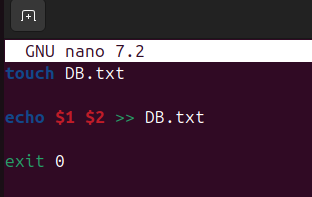 GNU nano 7.2
touch DB.txt
echo $1 $2 >> DB.txt
exit 0